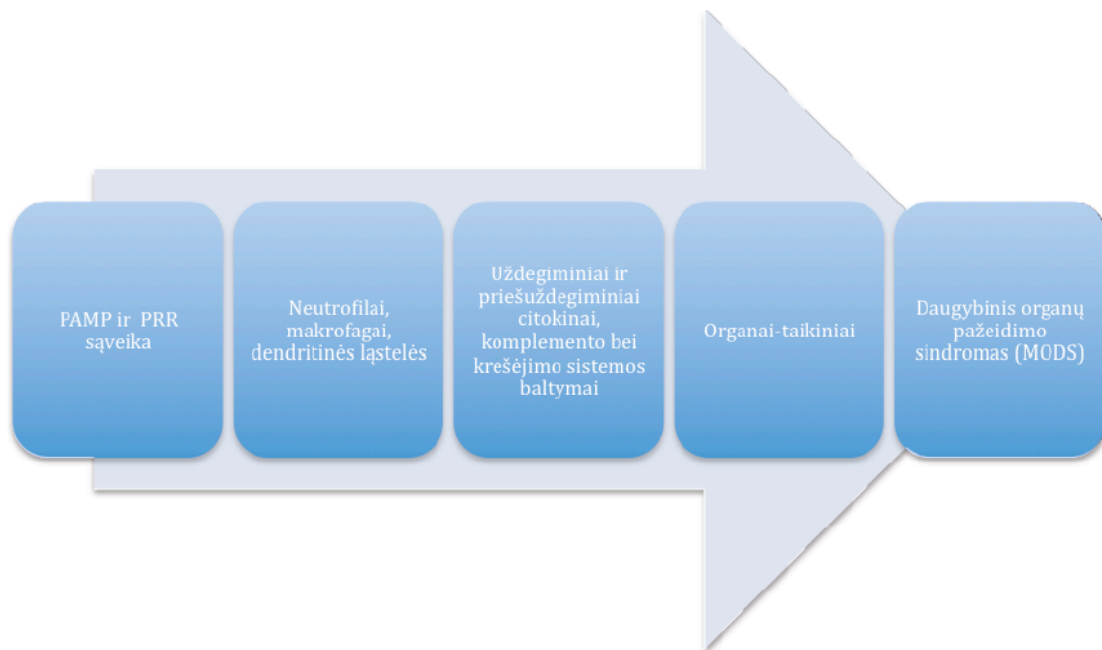 PAMP ir PRR
sąveika
Neutrofilai,
makrofagai,
dendritinės ląstelės
Uždegiminiai ir
priešuždegiminiai
citokinai,
komplemento bei
krešėjimo sistemos
baltymai
Organai-taikiniai
Daugybinis organų
pažeidimo
sindromas (MODS)